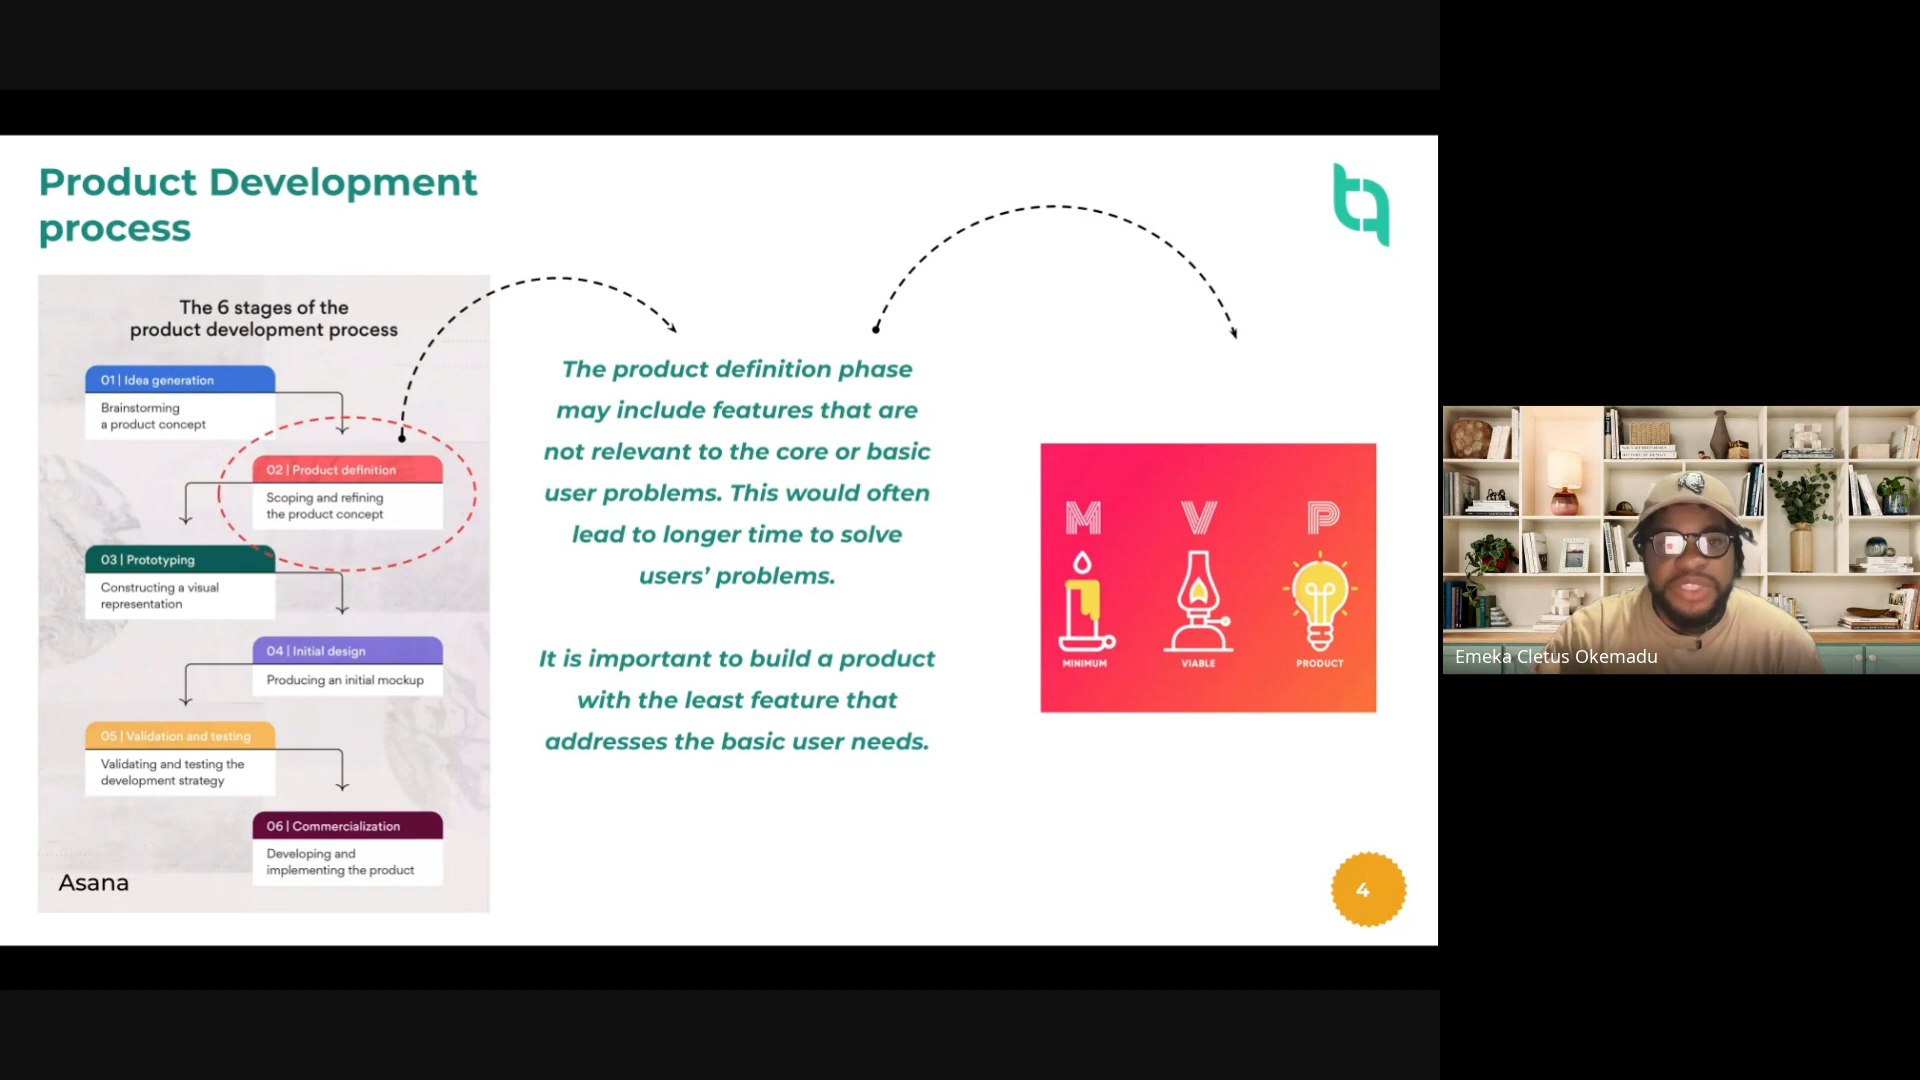 Product Development
process
The 6 stages of the
product development process
01 | Idea generation
Brainstorming
a product concept
02 | Product definition
Scoping and refining
the product concept
03 | Prototyping
Constructing a visual
representation
04 | Initial design
Producing an initial mockup
05 | Validation and testing
Validating and testing the
development strategy
06 | Commercialization
Developing and
implementing the product
Asana
The product definition phase
may include features that are
not relevant to the core or basic
user problems. This would often
lead to longer time to solve
users’ problems.
It is important to build a product
with the least feature that
addresses the basic user needs.
M V P
MINIMUM VIABLE PRODUCT
4
Emeka Cletus Okemadu